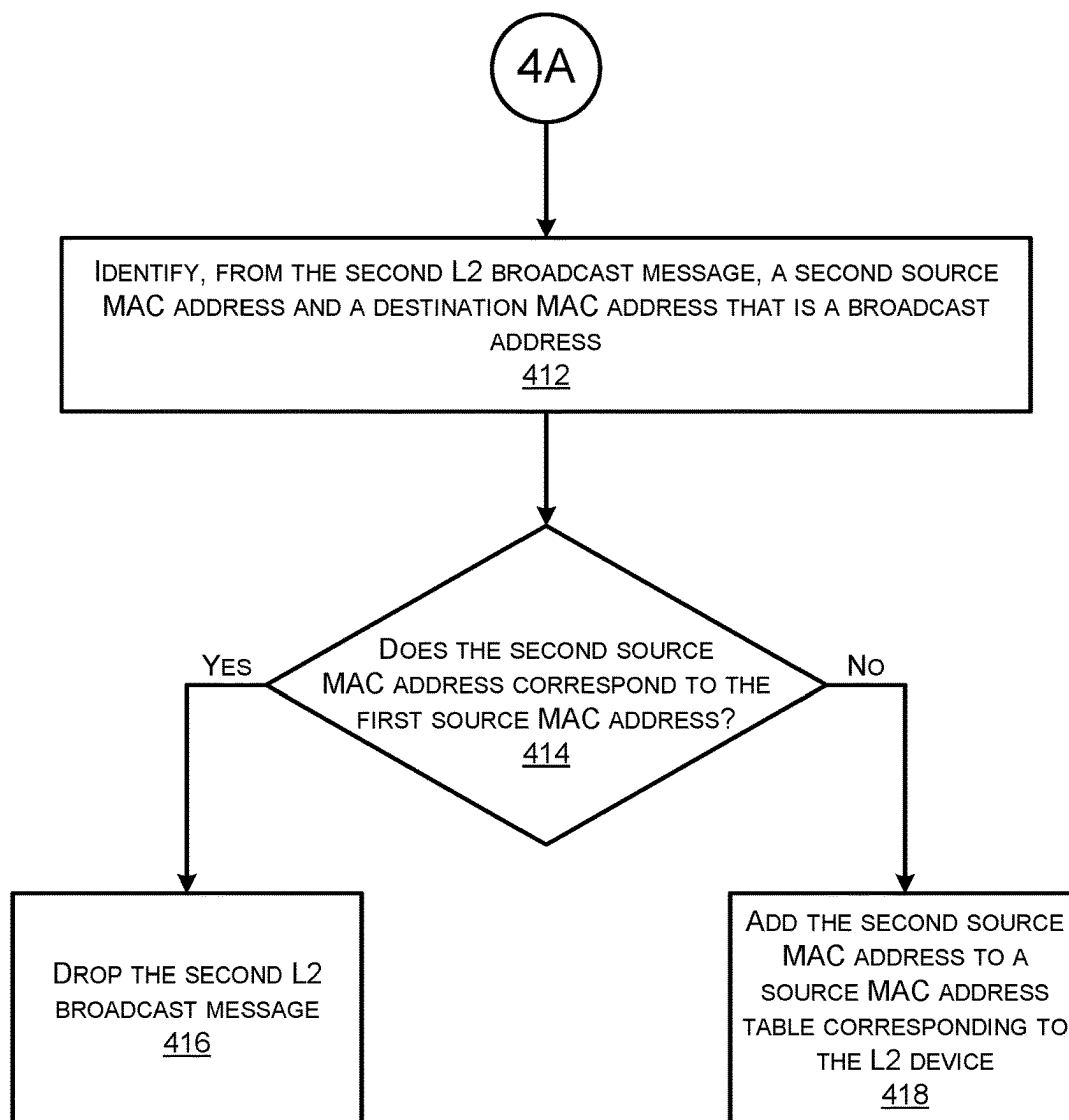 4A
IDENTIFY, FROM THE SECOND L2 BROADCAST MESSAGE, A SECOND SOURCE
MAC ADDRESS AND A DESTINATION MAC ADDRESS THAT IS A BROADCAST
ADDRESS
412
DOES THE SECOND SOURCE
MAC ADDRESS CORRESPOND TO THE
FIRST SOURCE MAC ADDRESS?
414
YES
NO
DROP THE SECOND L2
BROADCAST MESSAGE
416
ADD THE SECOND SOURCE
MAC ADDRESS TO A
SOURCE MAC ADDRESS
TABLE CORRESPONDING TO
THE L2 DEVICE
418